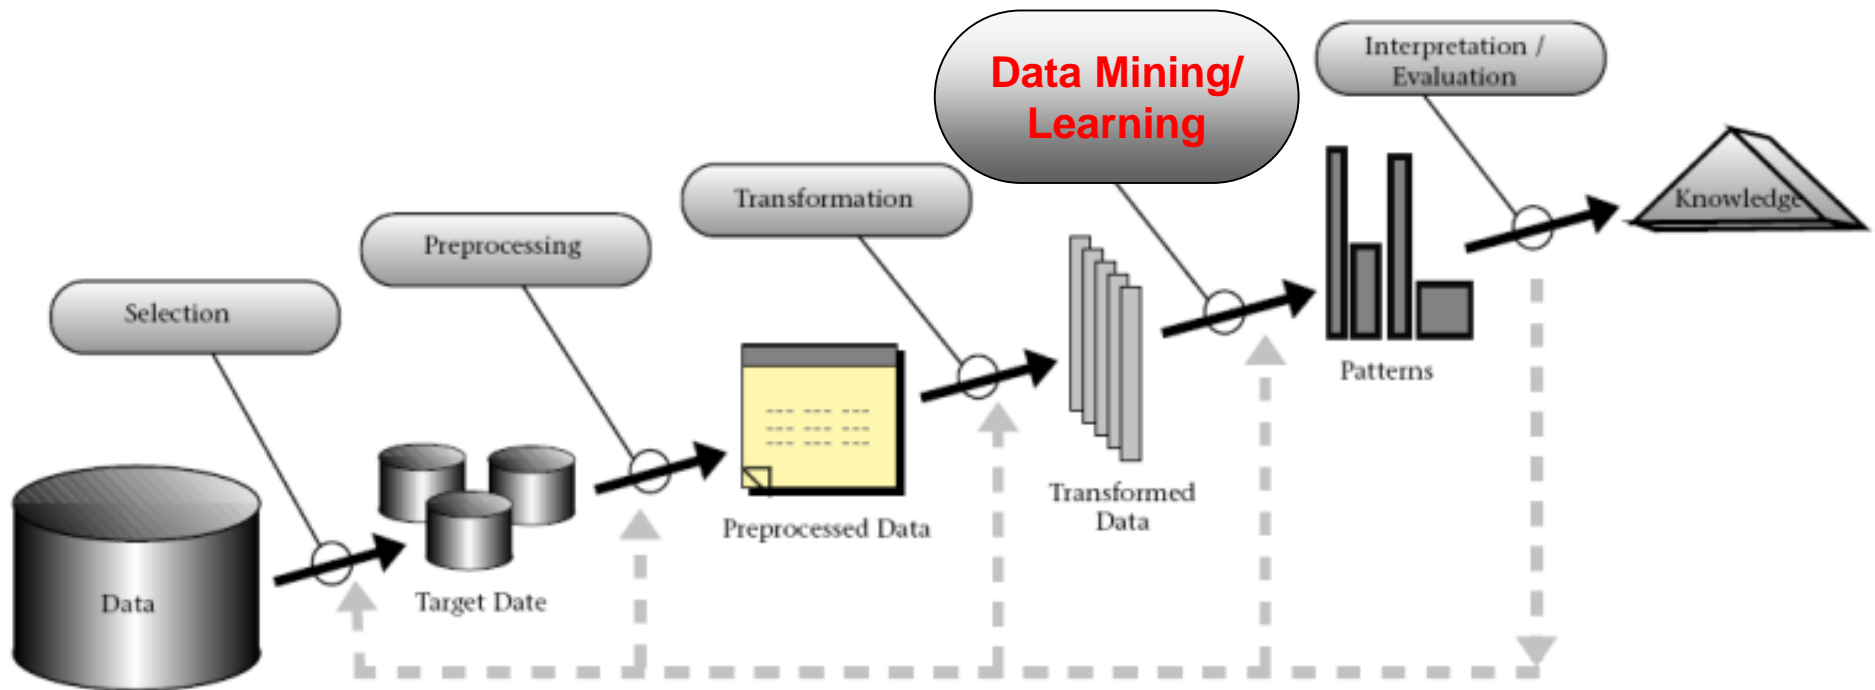 Data Mining/
Learning
Interpretation /
Evaluation
Transformation
Knowledge
Preprocessing
Selection
Patterns
--- --- ---
--- --- ---
--- --- ---
Transformed
Data
Preprocessed Data
Data
Target Date